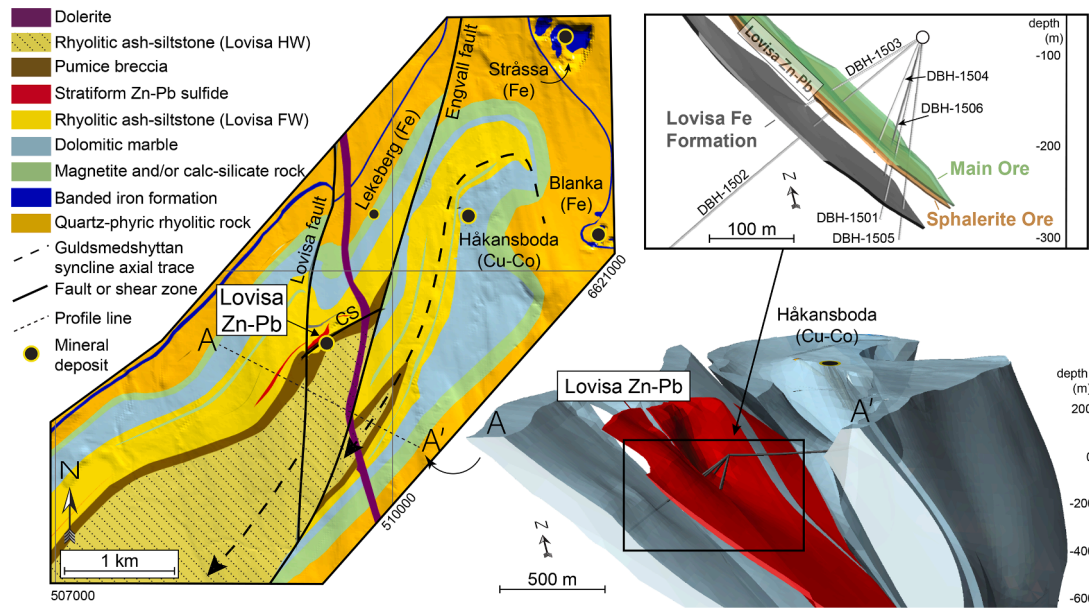 Dolerite
Rhyolitic ash-siltstone (Lovisa HW)
Pumice breccia
Stratiform Zn-Pb sulfide
Rhyolitic ash-siltstone (Lovisa FW)
Dolomitic marble
Magnetite and/or calc-silicate rock
Banded iron formation
Quartz-phyric rhyolitic rock
Guldsmedshyttan
syncline axial trace
Fault or shear zone
Profile line
Mineral
deposit
N
1 km
507000
510000
6621000
Lovisa fault
Engvall fault
Lekeberg (Fe)
Stråssa
(Fe)
Blanka
(Fe)
Håkansboda
(Cu-Co)
Lovisa
Zn-Pb
CS
A
A'
depth
(m)
-100
-200
-300
Lovisa Zn-Pb
DBH-1503
DBH-1504
DBH-1506
Lovisa Fe
Formation
Main Ore
DBH-1502
N
DBH-1501
Sphalerite Ore
DBH-1505
100 m
Håkansboda
(Cu-Co)
Lovisa Zn-Pb
A
A'
depth
(m)
200
0
-200
-400
-600
N
500 m